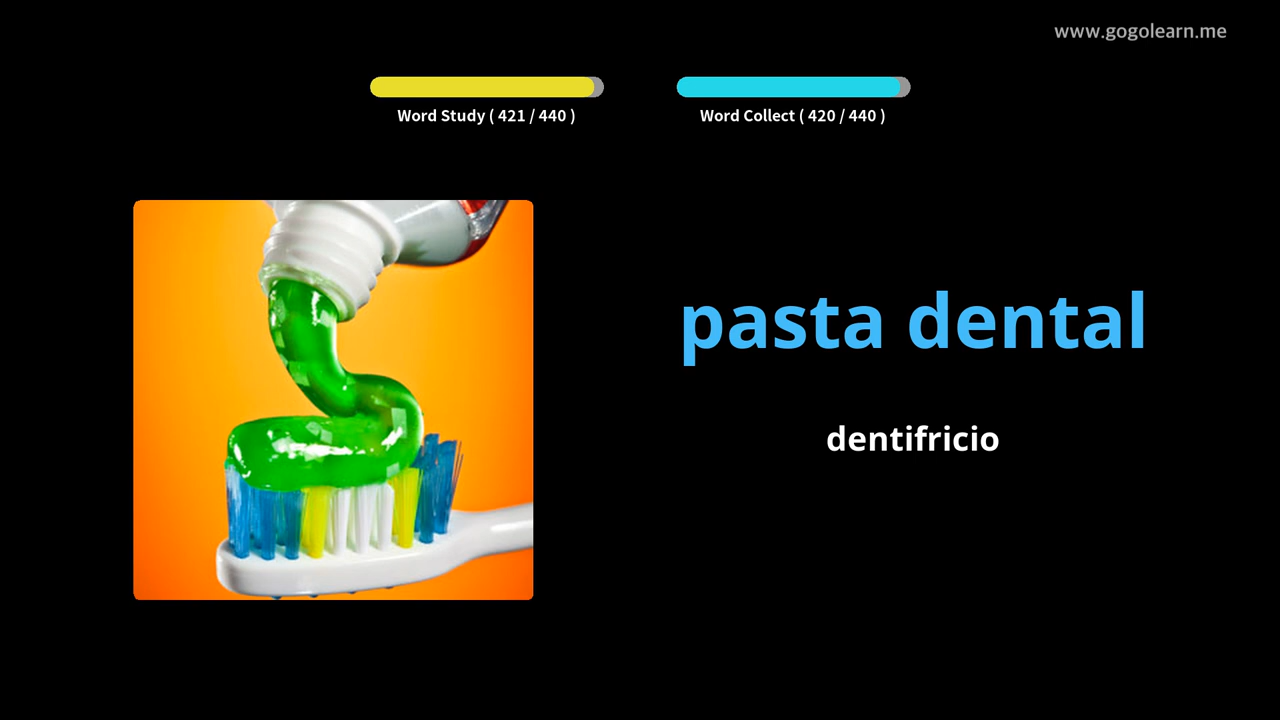 www.gogolearn.me
Word Study ( 421 / 440 )
Word Collect ( 420 / 440 )
pasta dental
dentifricio